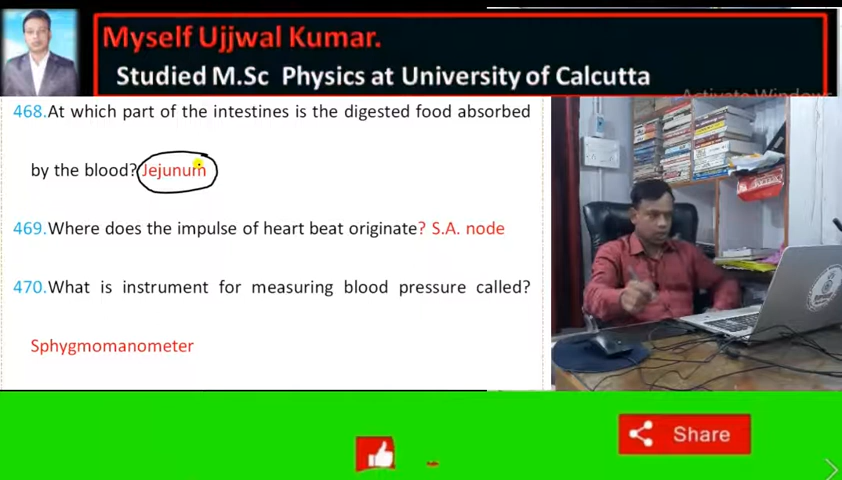 Myself Ujjwal Kumar.
Studied M.Sc Physics at University of Calcutta
Activate Windows
468.At which part of the intestines is the digested food absorbed
by the blood? Jejunum
469.Where does the impulse of heart beat originate? S.A. node
470.What is instrument for measuring blood pressure called?
Sphygmomanometer
Share